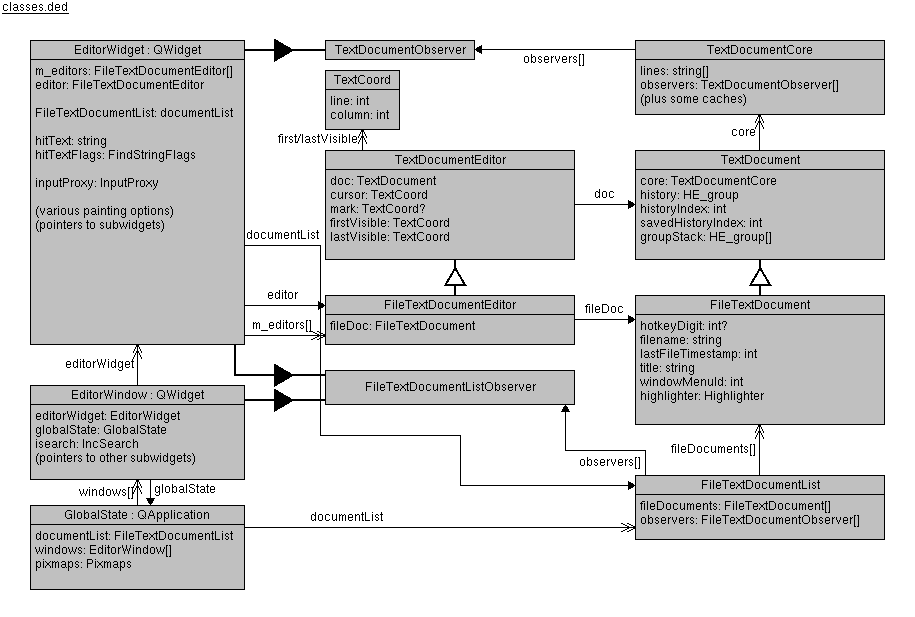 classes.ded
EditorWidget : QWidget
m_editors: FileTextDocumentEditor[]
editor: FileTextDocumentEditor
FileTextDocumentList: documentList
hitText: string
hitTextFlags: FindStringFlags
inputProxy: InputProxy
(various painting options)
(pointers to subwidgets)
TextDocumentObserver
observers[]
TextDocumentCore
lines: string[]
observers: TextDocumentObserver[]
(plus some caches)
TextCoord
line: int
column: int
first/lastVisible
core
TextDocumentEditor
doc: TextDocument
cursor: TextCoord
mark: TextCoord?
firstVisible: TextCoord
lastVisible: TextCoord
doc
TextDocument
core: TextDocumentCore
history: HE_group
historyIndex: int
savedHistoryIndex: int
groupStack: HE_group[]
documentList
editor
m_editors[]
FileTextDocumentEditor
fileDoc: FileTextDocument
fileDoc
FileTextDocument
hotkeyDigit: int?
filename: string
lastFileTimestamp: int
title: string
windowMenuId: int
highlighter: Highlighter
editorWidget
FileTextDocumentListObserver
EditorWindow : QWidget
editorWidget: EditorWidget
globalState: GlobalState
isearch: IncSearch
(pointers to other subwidgets)
observers[]
fileDocuments[]
windows[]
globalState
FileTextDocumentList
fileDocuments: FileTextDocument[]
observers: FileTextDocumentObserver[]
GlobalState : QApplication
documentList: FileTextDocumentList
windows: EditorWindow[]
pixmaps: Pixmaps
documentList